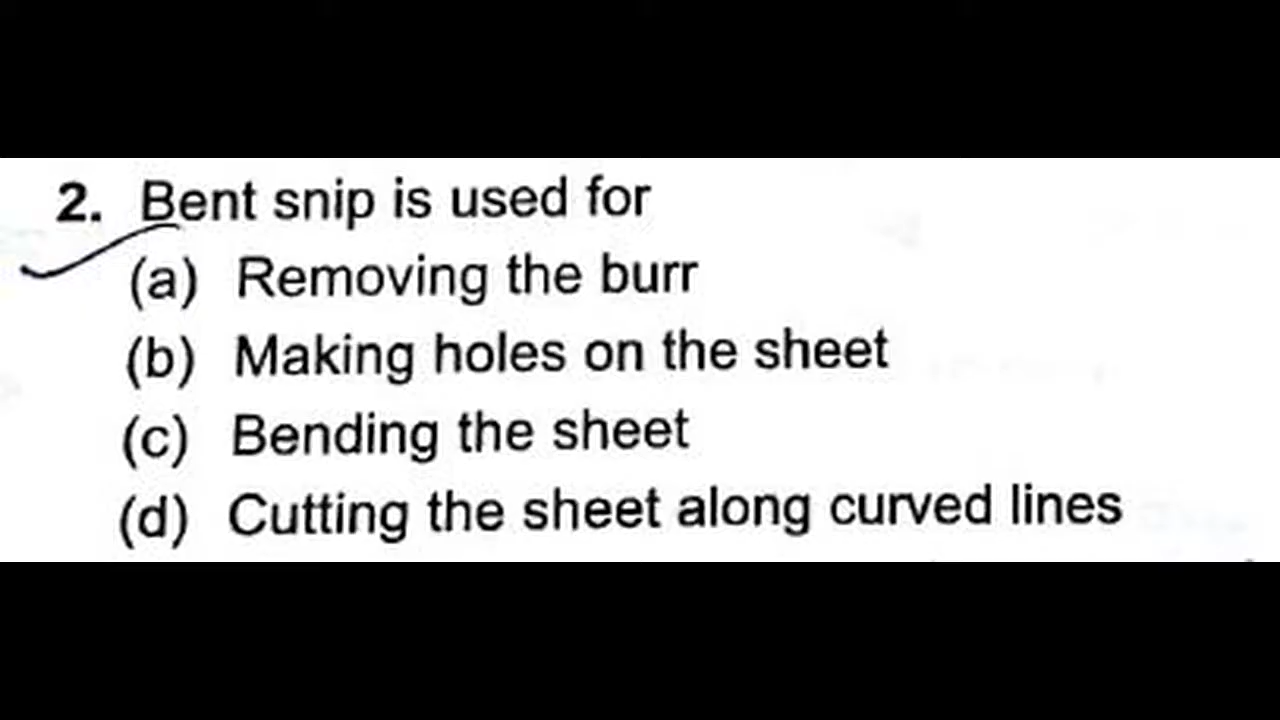 2. Bent snip is used for
(a) Removing the burr
(b) Making holes on the sheet
(c) Bending the sheet
(d) Cutting the sheet along curved lines